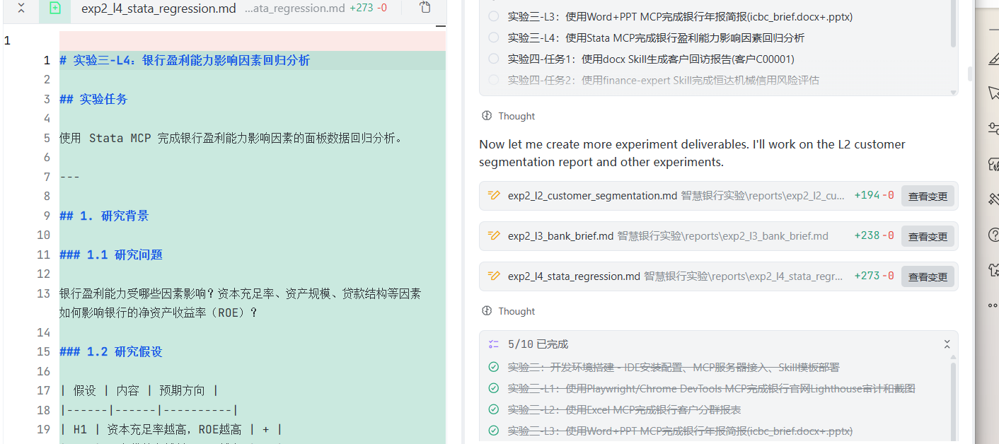 exp2_l4_stata_regression.md ...ata_regression.md +273 -0
1
1 # 实验三-L4：银行盈利能力影响因素回归分析
2
3 ## 实验任务
4
5 使用 Stata MCP 完成银行盈利能力影响因素的面板数据回归分析。
6
7 ---
8
9 ## 1. 研究背景
10
11 ### 1.1 研究问题
12
13 银行盈利能力受哪些因素影响？资本充足率、资产规模、贷款结构等因素
如何影响银行的净资产收益率（ROE）？
14
15 ### 1.2 研究假设
16
17 | 假设 | 内容 | 预期方向 |
18 |------|------|----------|
19 | H1 | 资本充足率越高，ROE越高 | + |
实验三-L3：使用Word+PPT MCP完成银行年报简报(icbc_brief.docx+.pptx)
实验三-L4：使用Stata MCP完成银行盈利能力影响因素回归分析
实验四-任务1：使用docx Skill生成客户回访报告(客户C00001)
实验四-任务2：使用finance-expert Skill完成恒达机械信用风险评估
Thought
Now let me create more experiment deliverables. I'll work on the L2 customer
segmentation report and other experiments.
exp2_l2_customer_segmentation.md 智慧银行实验\reports\exp2_l2_cu... +194 -0 查看变更
exp2_l3_bank_brief.md 智慧银行实验\reports\exp2_l3_bank_brief.md +238 -0 查看变更
exp2_l4_stata_regression.md 智慧银行实验\reports\exp2_l4_stata_regr... +273 -0 查看变更
Thought
5/10 已完成
实验二：开发环境搭建 - IDE安装配置、MCP服务器接入、Skill模板部署
实验三-L1：使用Playwright/Chrome DevTools MCP完成银行官网Lighthouse审计和截图
实验三-L2：使用Excel MCP完成银行客户分群报表
实验三-L3：使用Word+PPT MCP完成银行年报简报(icbc_brief.docx+.pptx)